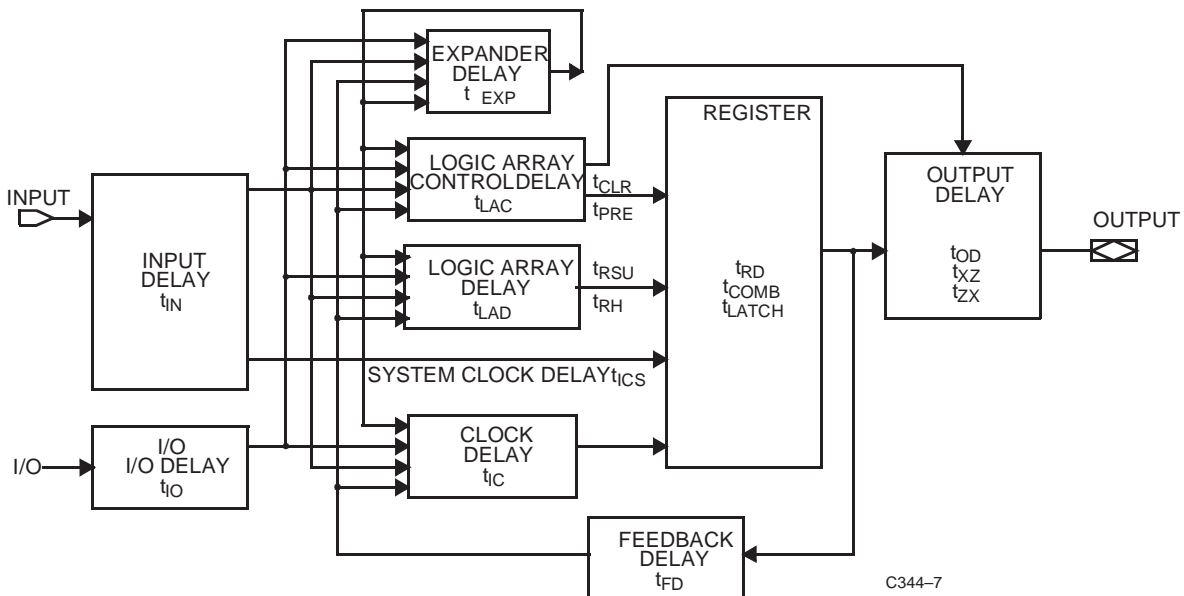 EXPANDER
DELAY
t EXP
REGISTER
LOGIC ARRAY
CONTROLDELAY
tLAC
tCLR
tPRE
OUTPUT
DELAY
tOD
tXZ
tZX
INPUT
OUTPUT
INPUT
DELAY
tIN
LOGIC ARRAY
DELAY
tLAD
tRSU
tRH
tRD
tCOMB
tLATCH
SYSTEM CLOCK DELAYtICS
I/O
I/O
I/O DELAY
tIO
CLOCK
DELAY
tIC
FEEDBACK
DELAY
tFD
C344–7